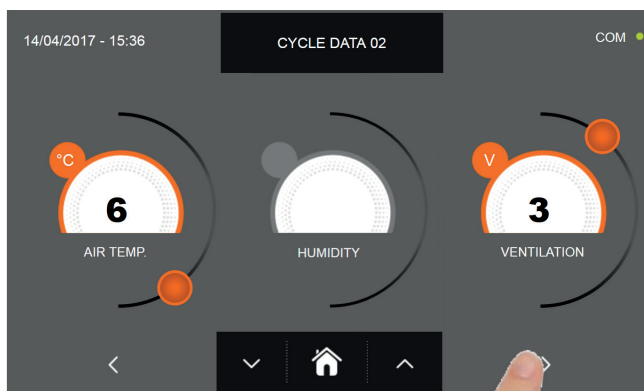 14/04/2017 - 15:36
CYCLE DATA 02
COM
°C
V
6
3
AIR TEMP.
HUMIDITY
VENTILATION